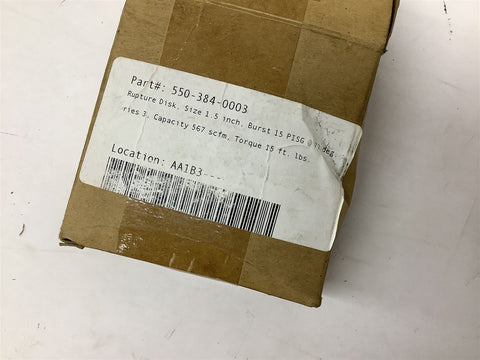 Part#: 550-384-0003
Rupture Disk, Size 1.5 inch, Burst 15 PISG @
ries 3, Capacity 567 scfm, Torque 15 ft. lbs.
Location: AA1B3